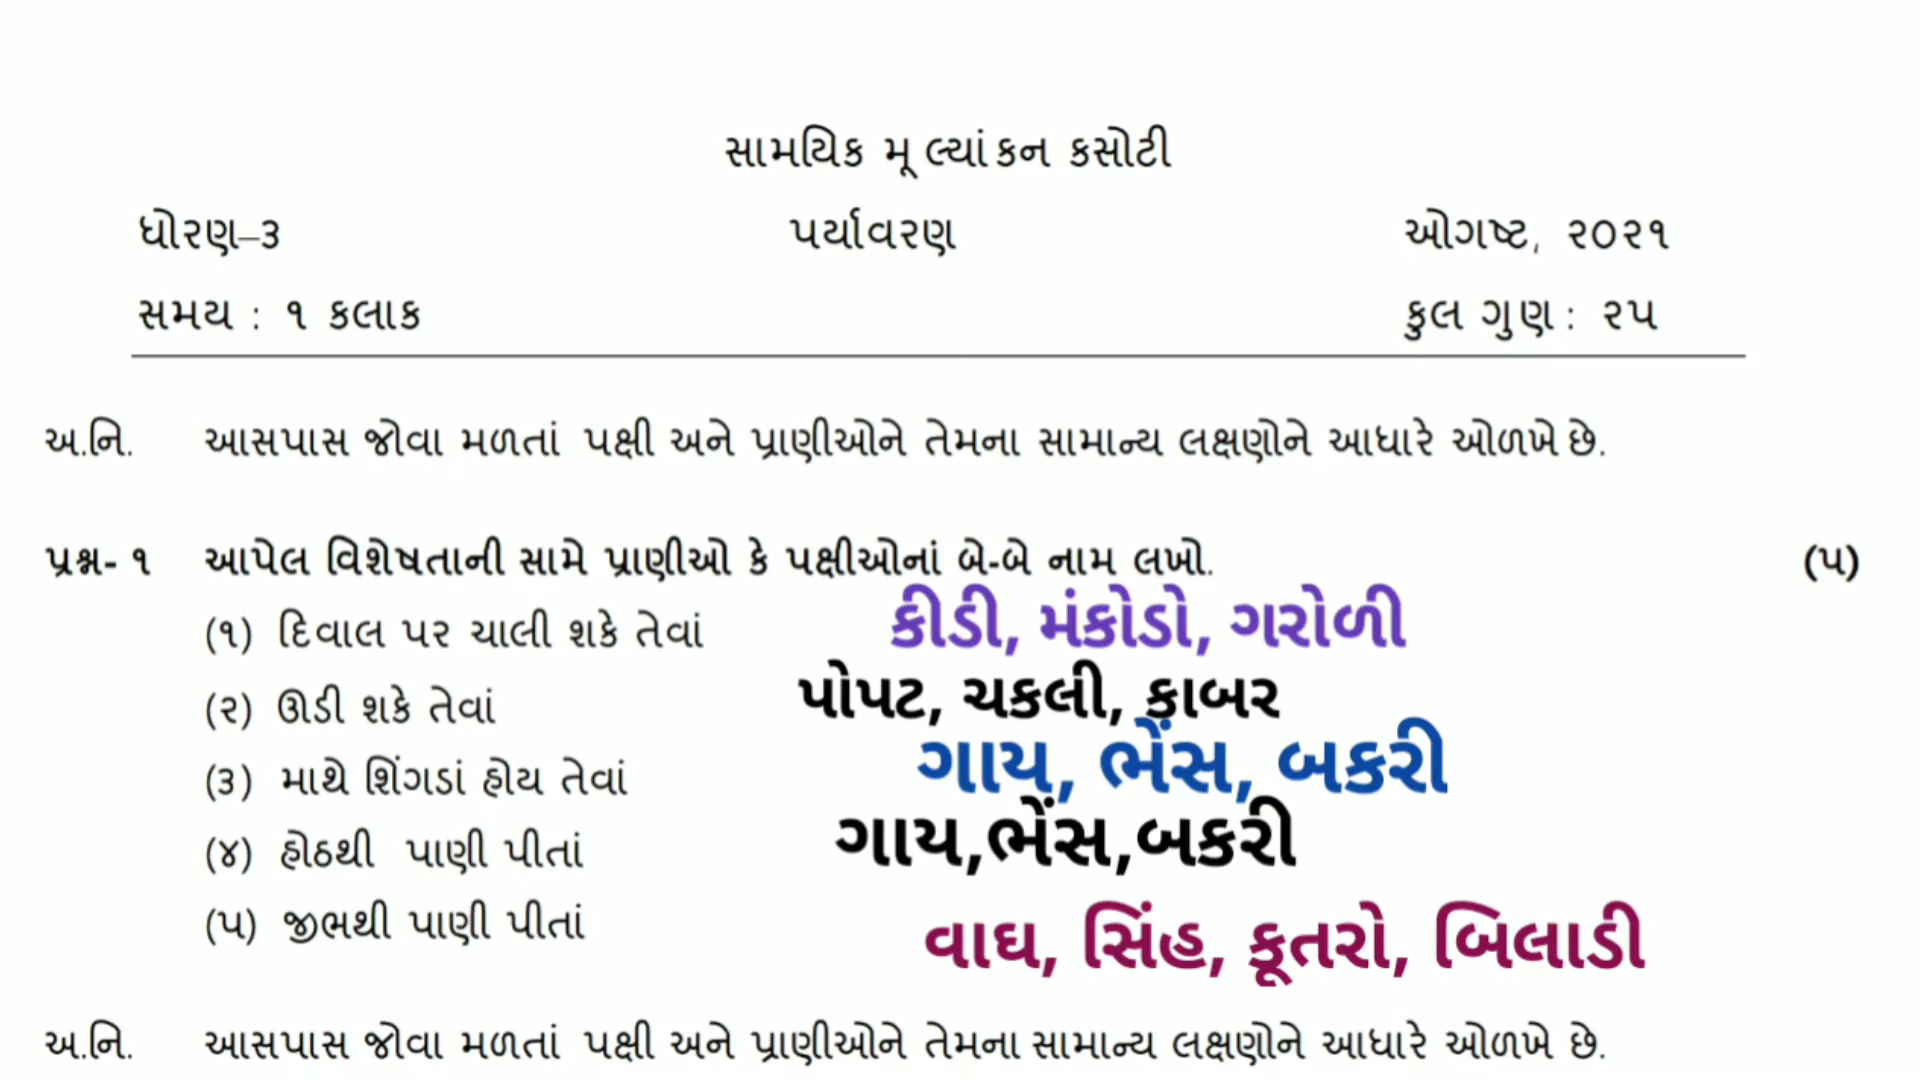 સામયિક મૂલ્યાંકન કસોટી
ધોરણ–૩ પર્યાવરણ ઓગષ્ટ, ૨૦૨૧
સમય : ૧ કલાક કુલ ગુણ : ૨૫
અ.નિ. આસપાસ જોવા મળતાં પક્ષી અને પ્રાણીઓને તેમના સામાન્ય લક્ષણોને આધારે ઓળખે છે.
પ્રશ્ન- ૧ આપેલ વિશેષતાની સામે પ્રાણીઓ કે પક્ષીઓનાં બે-બે નામ લખો. (૫)
(૧) દિવાલ પર ચાલી શકે તેવાં કીડી, મંકોડો, ગરોળી
(૨) ઊડી શકે તેવાં પોપટ, ચકલી, કાબર
(૩) માથે શિંગડાં હોય તેવાં ગાય, ભેંસ, બકરી
(૪) હોઠથી પાણી પીતાં ગાય,ભેંસ,બકરી
(૫) જીભથી પાણી પીતાં વાઘ, સિંહ, કૂતરો, બિલાડી
અ.નિ. આસપાસ જોવા મળતાં પક્ષી અને પ્રાણીઓને તેમના સામાન્ય લક્ષણોને આધારે ઓળખે છે.